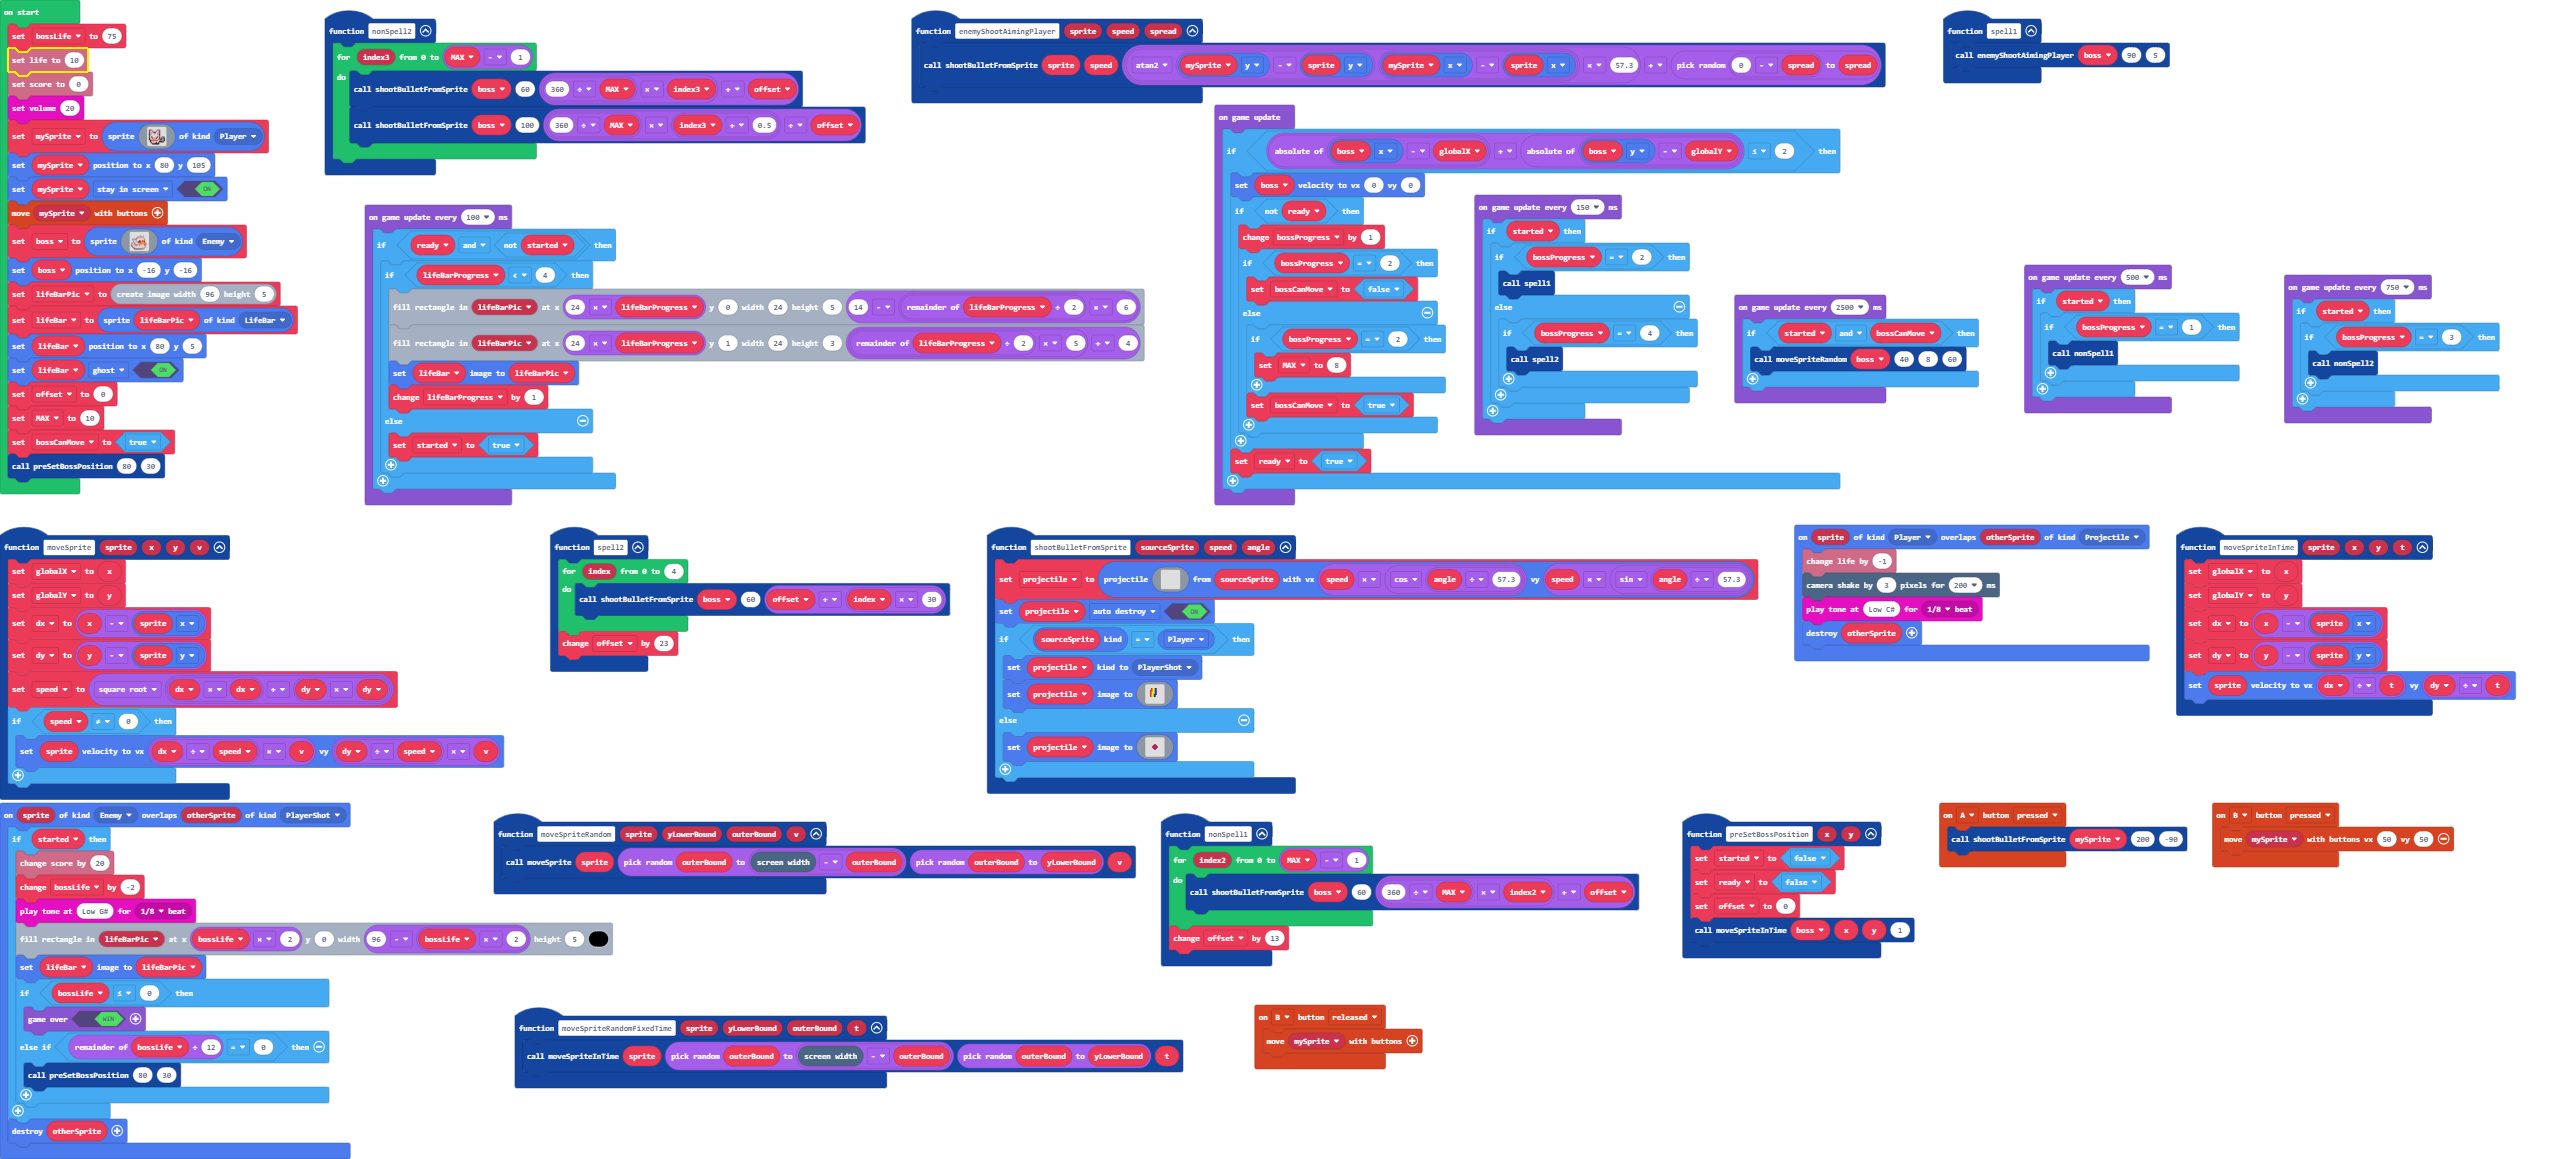 on start
set bossLife to 75
set life to 10
set score to 0
set volume 20
set mySprite to sprite of kind Player
set mySprite position to x 80 y 105
set mySprite stay in screen ON
move mySprite with buttons
set boss to sprite of kind Enemy
set boss position to x -16 y -16
set lifeBarPic to create image width 96 height 5
set lifeBar to sprite lifeBarPic of kind LifeBar
set lifeBar position to x 80 y 5
set lifeBar ghost ON
set offset to 0
set MAX to 10
set bossCanMove to true
call preSetBossPosition 80 30
function nonSpell2
for index3 from 0 to MAX - 1
do
call shootBulletFromSprite boss 60 360 ÷ MAX × index3 + offset
call shootBulletFromSprite boss 100 360 ÷ MAX × index3 + 0.5 + offset
function enemyShootAimingPlayer sprite speed spread
call shootBulletFromSprite sprite speed atan2 mySprite y - sprite y mySprite x - sprite x × 57.3 + pick random 0 - spread to spread
function spell1
call enemyShootAimingPlayer boss 90 5
on game update every 100 ms
if ready and not started then
if lifeBarProgress < 4 then
fill rectangle in lifeBarPic at x 24 × lifeBarProgress y 0 width 24 height 5 14 - remainder of lifeBarProgress ÷ 2 × 6
fill rectangle in lifeBarPic at x 24 × lifeBarProgress y 1 width 24 height 3 remainder of lifeBarProgress ÷ 2 × 5 + 4
set lifeBar image to lifeBarPic
change lifeBarProgress by 1
else
set started to true
on game update
if absolute of boss x - globalX + absolute of boss y - globalY ≤ 2 then
set boss velocity to vx 0 vy 0
if not ready then
change bossProgress by 1
if bossProgress = 2 then
set bossCanMove to false
else
if bossProgress = 2 then
set MAX to 8
set bossCanMove to true
set ready to true
on game update every 150 ms
if started then
if bossProgress = 2 then
call spell1
else
if bossProgress = 4 then
call spell2
on game update every 2500 ms
if started and bossCanMove then
call moveSpriteRandom boss 40 8 60
on game update every 500 ms
if started then
if bossProgress = 1 then
call nonSpell1
on game update every 750 ms
if started then
if bossProgress = 3 then
call nonSpell2
function moveSprite sprite x y v
set globalX to x
set globalY to y
set dx to x - sprite x
set dy to y - sprite y
set speed to square root dx × dx + dy × dy
if speed ≠ 0 then
set sprite velocity to vx dx ÷ speed × v vy dy ÷ speed × v
function spell2
for index from 0 to 4
do
call shootBulletFromSprite boss 60 offset + index × 30
change offset by 23
function shootBulletFromSprite sourceSprite speed angle
set projectile to projectile from sourceSprite with vx speed × cos angle ÷ 57.3 vy speed × sin angle ÷ 57.3
set projectile auto destroy ON
if sourceSprite kind = Player then
set projectile kind to PlayerShot
set projectile image to
else
set projectile image to
on sprite of kind Player overlaps otherSprite of kind Projectile
change life by -1
camera shake by 3 pixels for 200 ms
play tone at Low C# for 1/8 beat
destroy otherSprite
function moveSpriteInTime sprite x y t
set globalX to x
set globalY to y
set dx to x - sprite x
set dy to y - sprite y
set sprite velocity to vx dx ÷ t vy dy ÷ t
on sprite of kind Enemy overlaps otherSprite of kind PlayerShot
if started then
change score by 20
change bossLife by -2
play tone at Low G# for 1/8 beat
fill rectangle in lifeBarPic at x bossLife × 2 y 0 width 96 - bossLife × 2 height 5
set lifeBar image to lifeBarPic
if bossLife ≤ 0 then
game over WIN
else if remainder of bossLife ÷ 12 = 0 then
call preSetBossPosition 80 30
destroy otherSprite
function moveSpriteRandom sprite yLowerBound outerBound v
call moveSprite sprite pick random outerBound to screen width - outerBound pick random outerBound to yLowerBound v
function nonSpell1
for index2 from 0 to MAX - 1
do
call shootBulletFromSprite boss 60 360 ÷ MAX × index2 + offset
change offset by 13
function preSetBossPosition x y
set started to false
set ready to false
set offset to 0
call moveSpriteInTime boss x y 1
on A button pressed
call shootBulletFromSprite mySprite 200 -90
on B button pressed
move mySprite with buttons vx 50 vy 50
function moveSpriteRandomFixedTime sprite yLowerBound outerBound t
call moveSpriteInTime sprite pick random outerBound to screen width - outerBound pick random outerBound to yLowerBound t
on B button released
move mySprite with buttons